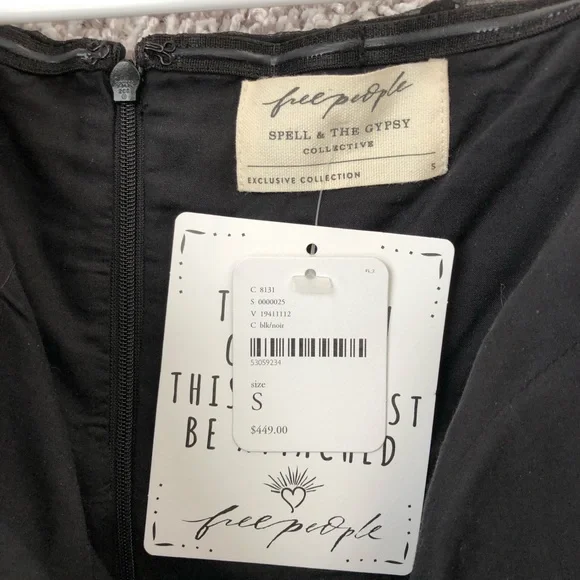 free people
SPELL & THE GYPSY
COLLECTIVE
EXCLUSIVE COLLECTION S
C 8131
S 0000025
V 19411112
C blk/noir
53059234
size
S
$449.00
THIS
BE
free people